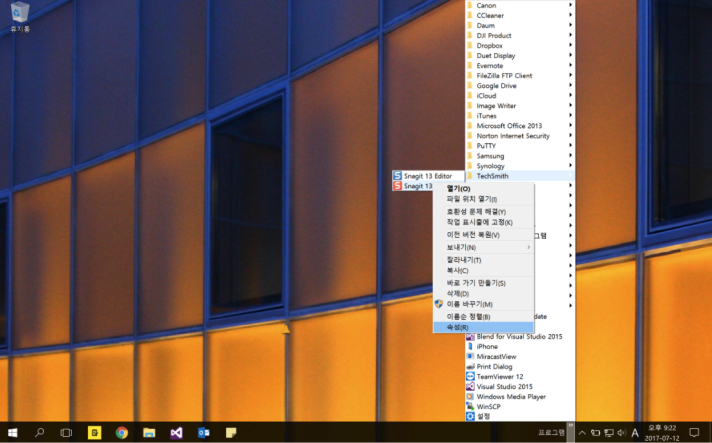 휴지통
Canon
CCleaner
Daum
DJI Product
Dropbox
Duet Display
Evernote
FileZilla FTP Client
Google Drive
iCloud
Image Writer
iTunes
Microsoft Office 2013
Norton Internet Security
PuTTY
Samsung
Synology
TechSmith
Snagit 13 Editor
Snagit 13
열기(O)
파일 위치 열기(I)
호환성 문제 해결(Y)
작업 표시줄에 고정(K)
이전 버전 복원(V)
보내기(N)
잘라내기(T)
복사(C)
바로 가기 만들기(S)
삭제(D)
이름 바꾸기(M)
이름순 정렬(B)
속성(R)
그램
date
Blend for Visual Studio 2015
iPhone
MiracastView
Print Dialog
TeamViewer 12
Visual Studio 2015
Windows Media Player
WinSCP
설정
프로그램
A
오후 9:22
2017-07-12